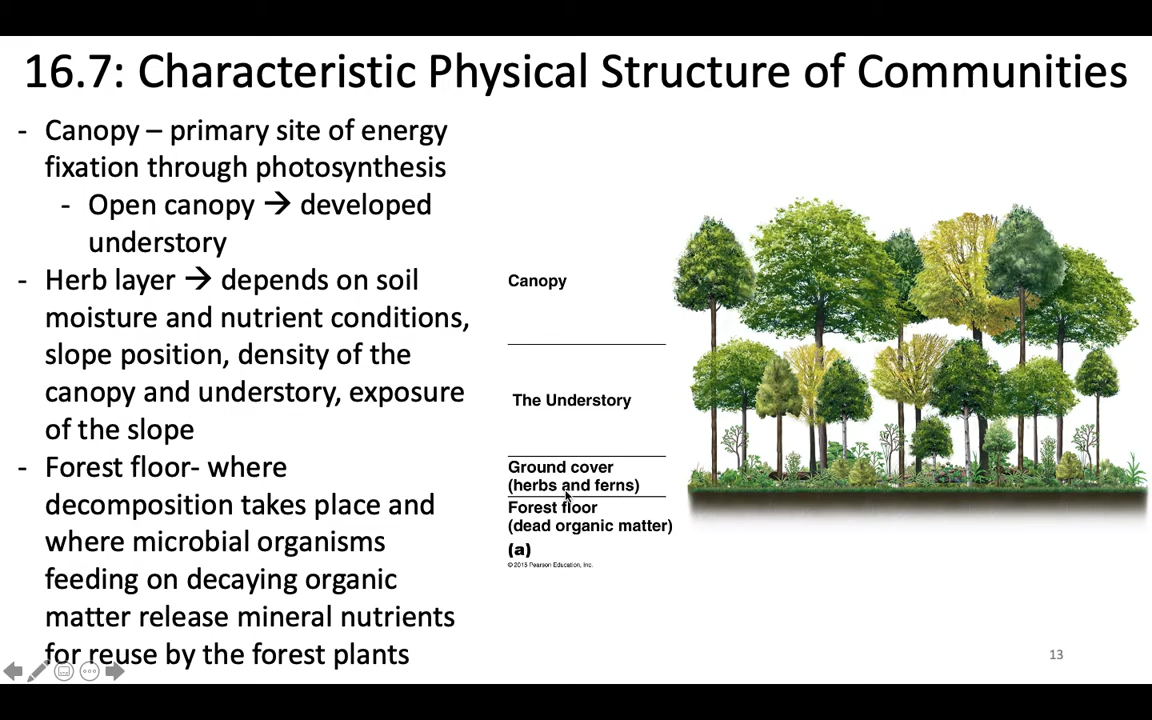 16.7: Characteristic Physical Structure of Communities
- Canopy – primary site of energy
fixation through photosynthesis
- Open canopy → developed
understory
- Herb layer → depends on soil
moisture and nutrient conditions,
slope position, density of the
canopy and understory, exposure
of the slope
- Forest floor- where
decomposition takes place and
where microbial organisms
feeding on decaying organic
matter release mineral nutrients
for reuse by the forest plants
Canopy
The Understory
Ground cover
(herbs and ferns)
Forest floor
(dead organic matter)
(a)
© 2015 Pearson Education, Inc.
13